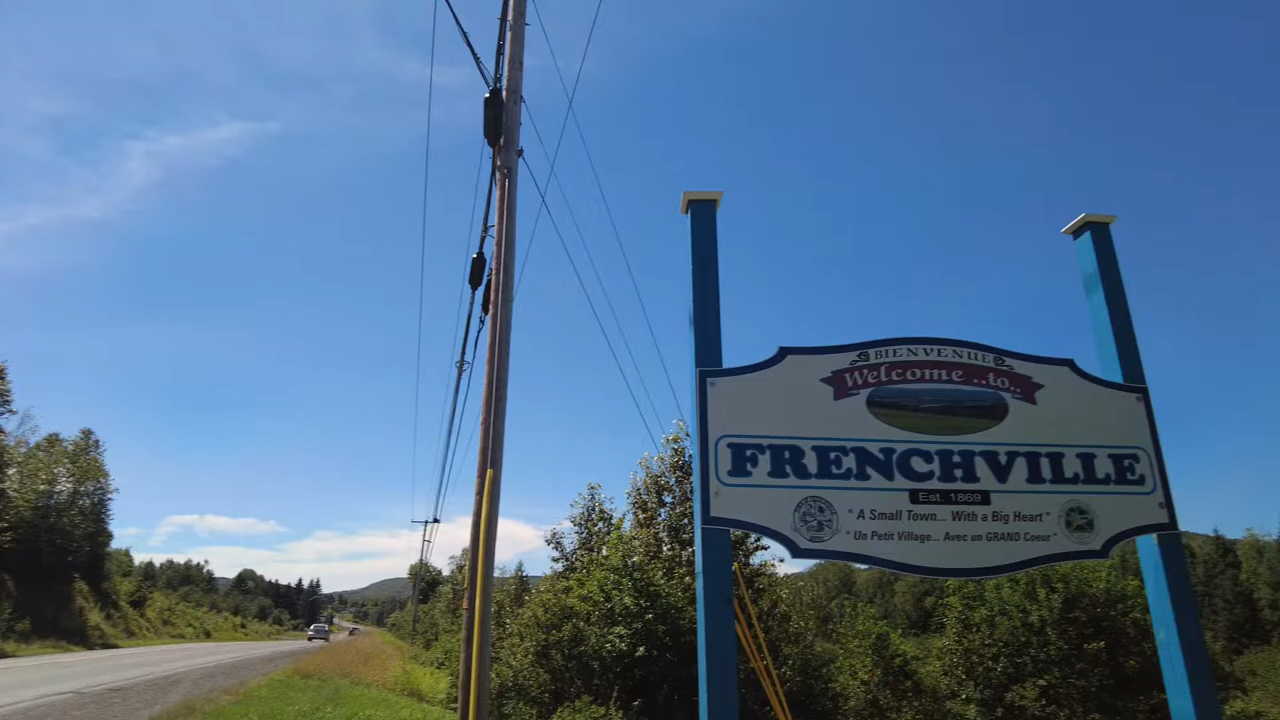 BIENVENUE
Welcome ..to..
FRENCHVILLE
Est. 1869
" A Small Town... With a Big Heart "
" Un Petit Village... Avec un GRAND Coeur "